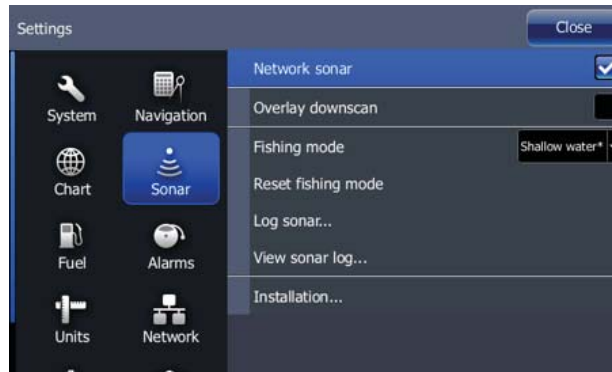 Settings
Close
System
Navigation
Chart
Sonar
Fuel
Alarms
Units
Network
Network sonar
Overlay downscan
Fishing mode
Shallow water*
Reset fishing mode
Log sonar...
View sonar log...
Installation...